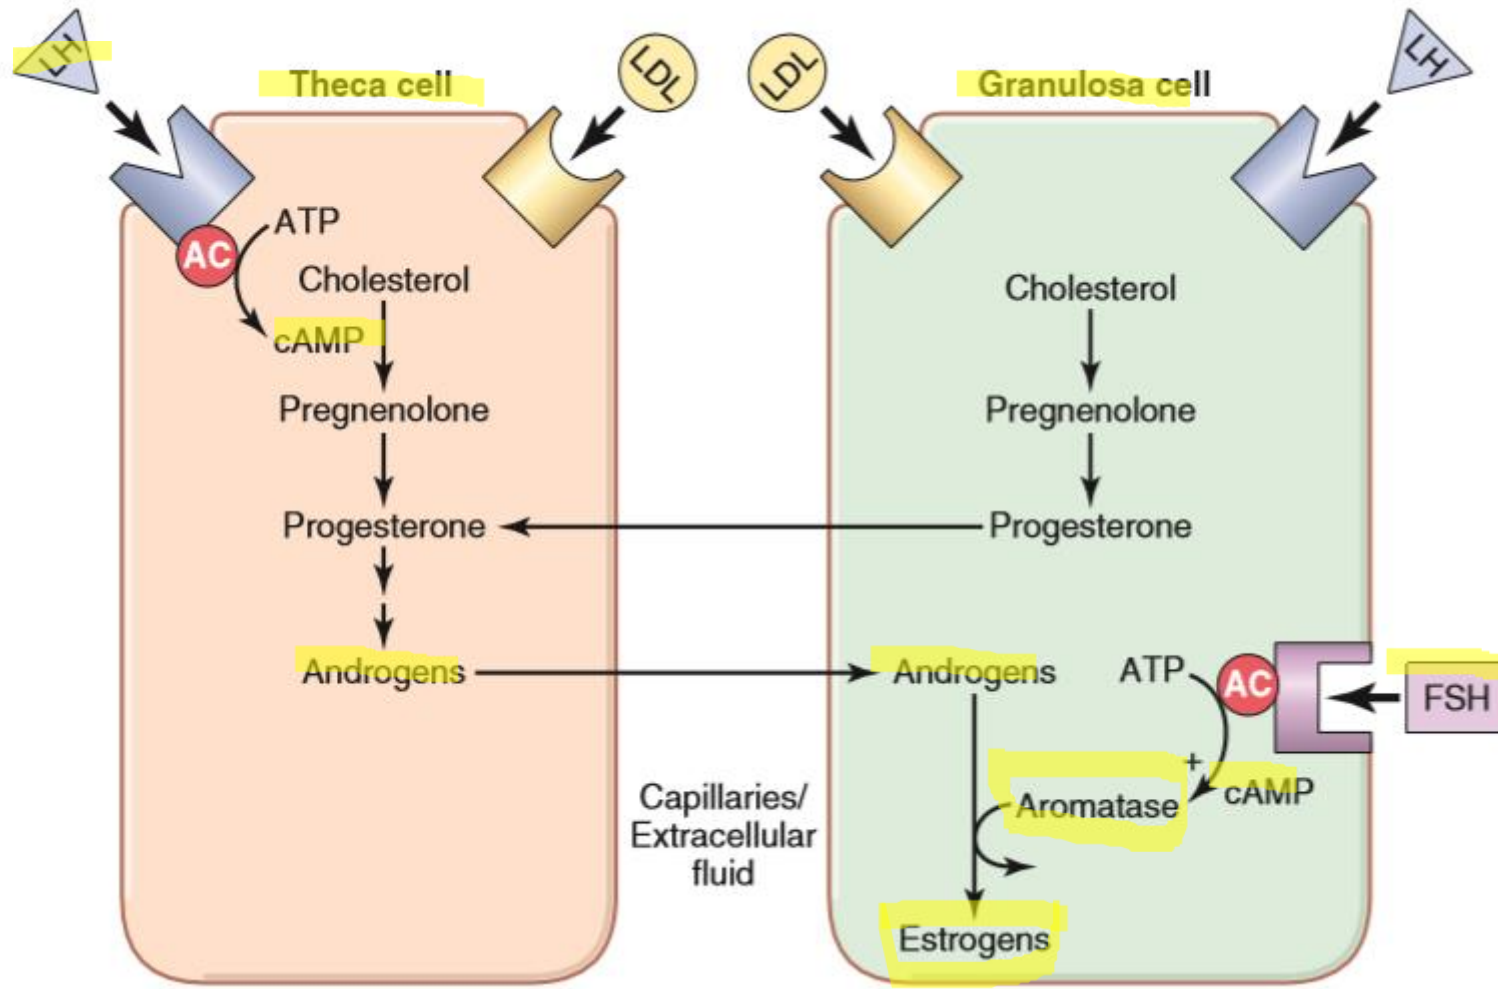 LH
Theca cell
LDL
LDL
Granulosa cell
LH
ATP
AC
Cholesterol
cAMP
Pregnenolone
Progesterone
Androgens
Cholesterol
Pregnenolone
Progesterone
Androgens
ATP
AC
FSH
+
cAMP
Aromatase
Estrogens
Capillaries/
Extracellular
fluid